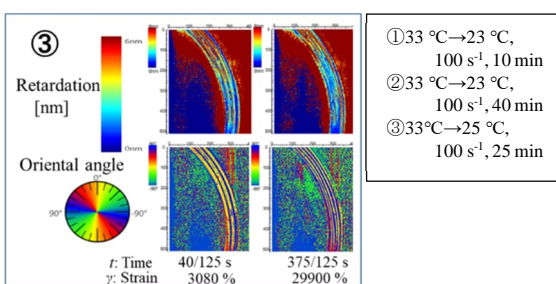 ③
6nm
Retardation
[nm]
0nm
Oriental angle
0°
90°
-90°
t: Time 40/125 s 375/125 s
γ: Strain 3080 % 29900 %
①33 ℃→23 ℃,
100 s-1, 10 min
②33 ℃→23 ℃,
100 s-1, 40 min
③33℃→25 ℃,
100 s-1, 25 min